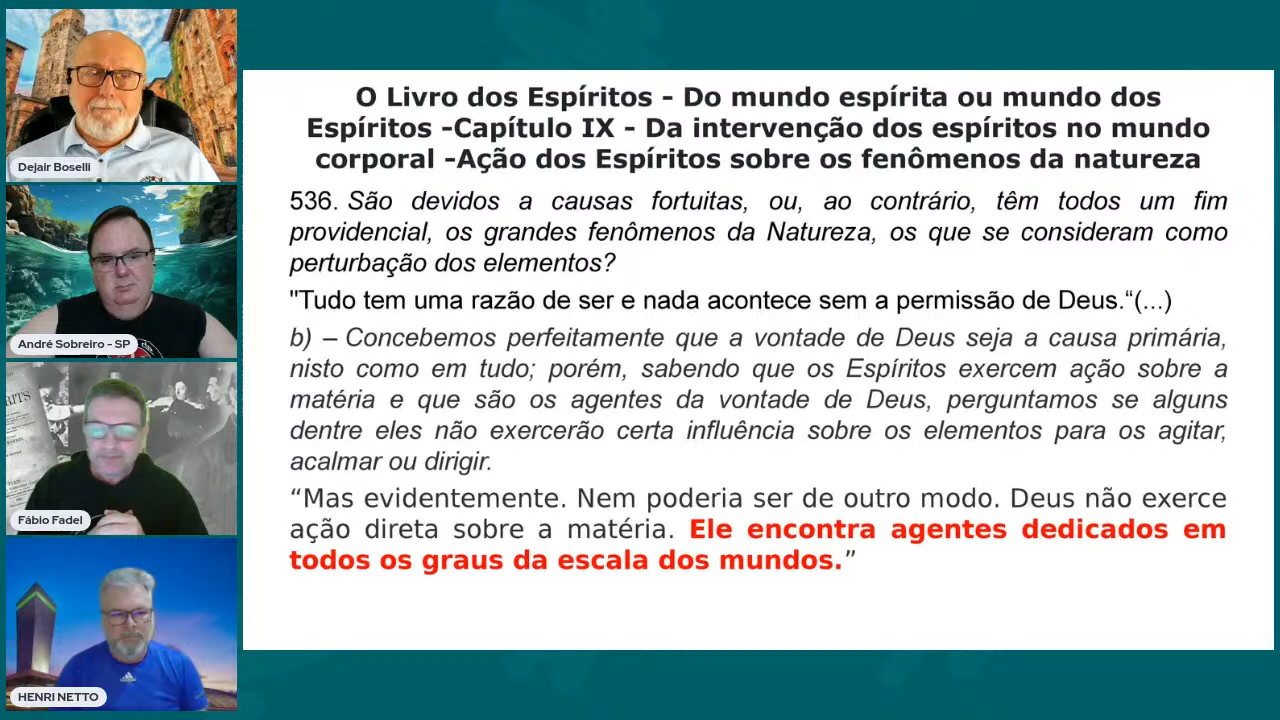 Dejair Boselli
André Sobreiro - SP
Fábio Fadel
HENRI NETTO
adidas
O Livro dos Espíritos - Do mundo espírita ou mundo dos
Espíritos -Capítulo IX - Da intervenção dos espíritos no mundo
corporal -Ação dos Espíritos sobre os fenômenos da natureza
536. São devidos a causas fortuitas, ou, ao contrário, têm todos um fim
providencial, os grandes fenômenos da Natureza, os que se consideram como
perturbação dos elementos?
"Tudo tem uma razão de ser e nada acontece sem a permissão de Deus.“(...)
b) – Concebemos perfeitamente que a vontade de Deus seja a causa primária,
nisto como em tudo; porém, sabendo que os Espíritos exercem ação sobre a
matéria e que são os agentes da vontade de Deus, perguntamos se alguns
dentre eles não exercerão certa influência sobre os elementos para os agitar,
acalmar ou dirigir.
“Mas evidentemente. Nem poderia ser de outro modo. Deus não exerce
ação direta sobre a matéria. Ele encontra agentes dedicados em
todos os graus da escala dos mundos.”